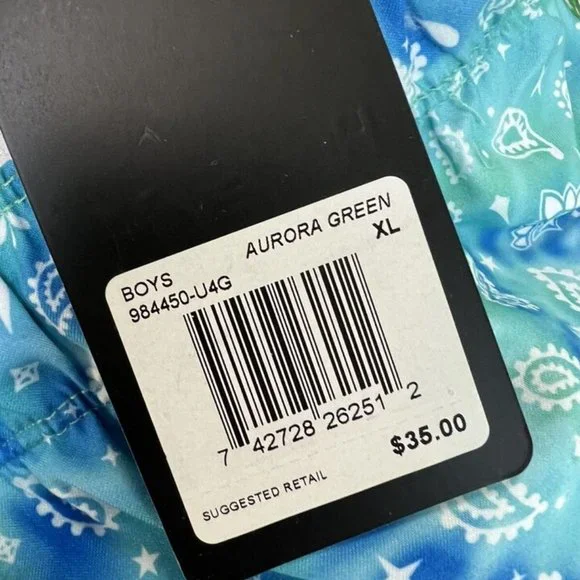 BOYS AURORA GREEN
984450-U4G XL
7 42728 26251 2
$35.00
SUGGESTED RETAIL